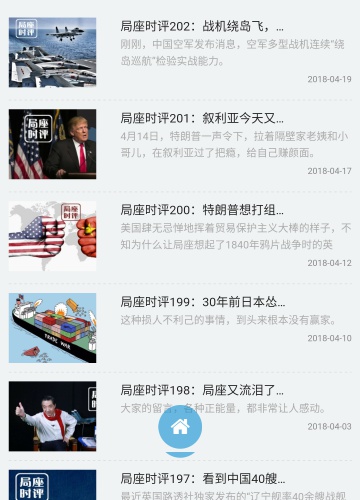 局座
时评
局座时评202：战机绕岛飞，...
刚刚，中国空军发布消息，空军多型战机连续"绕
岛巡航"检验实战能力。
2018-04-19
局座
时评
局座时评201：叙利亚今天又...
4月14日，特朗普一声令下，拉着隔壁家老姨和小
哥儿，在叙利亚过了把瘾，给自己赚颜面。
2018-04-17
局座
时评
局座时评200：特朗普想打组...
美国肆无忌惮地挥着贸易保护主义大棒的样子，不
知为什么让局座想起了1840年鸦片战争时的英
2018-04-12
局座时评199：30年前日本怂...
这种损人不利己的事情，到头来根本没有赢家。
TRADE WAR
2018-04-10
局座时评198：局座又流泪了...
大家的留言，各种正能量，都非常让人感动。
2018-04-03
局座
时评
局座时评197：看到中国40艘...
最近英国路透社独家发布的"辽宁舰率40余艘战舰